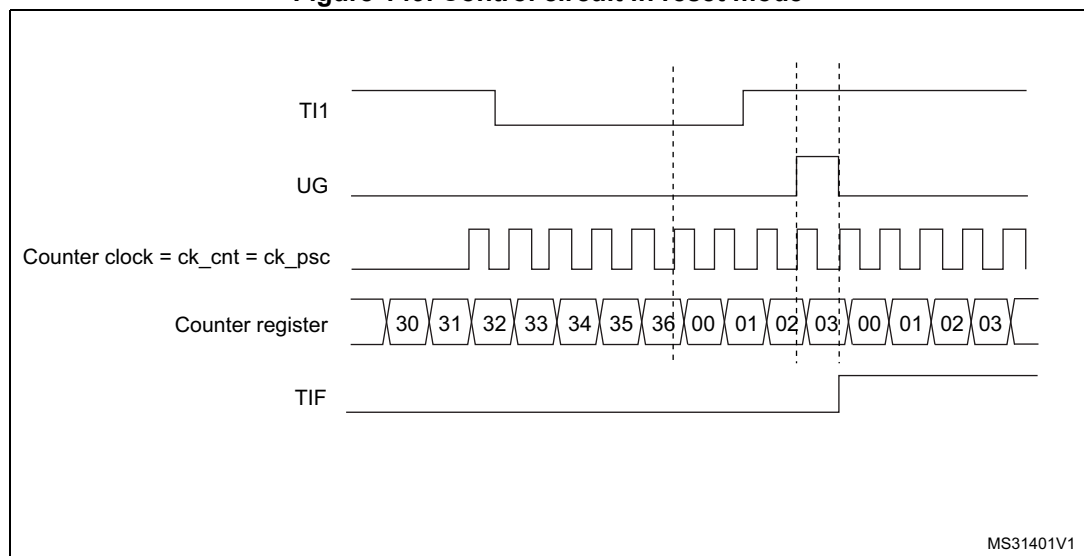 TI1
UG
Counter clock = ck_cnt = ck_psc
Counter register 30 31 32 33 34 35 36 00 01 02 03 00 01 02 03
TIF
MS31401V1